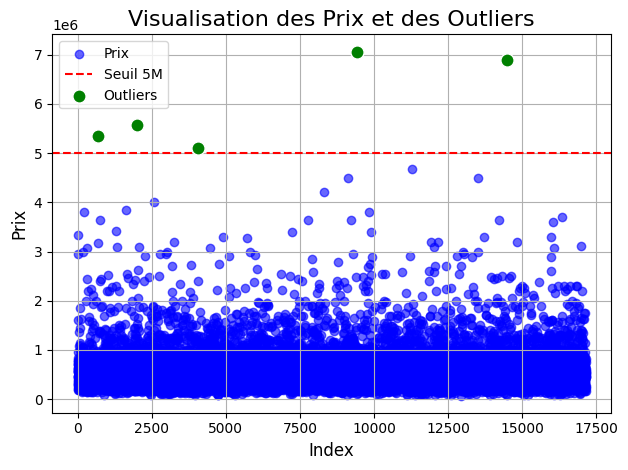 Visualisation des Prix et des Outliers
1e6
Prix
Seuil 5M
Outliers
7
6
5
4
3
2
1
0
Prix
0 2500 5000 7500 10000 12500 15000 17500
Index